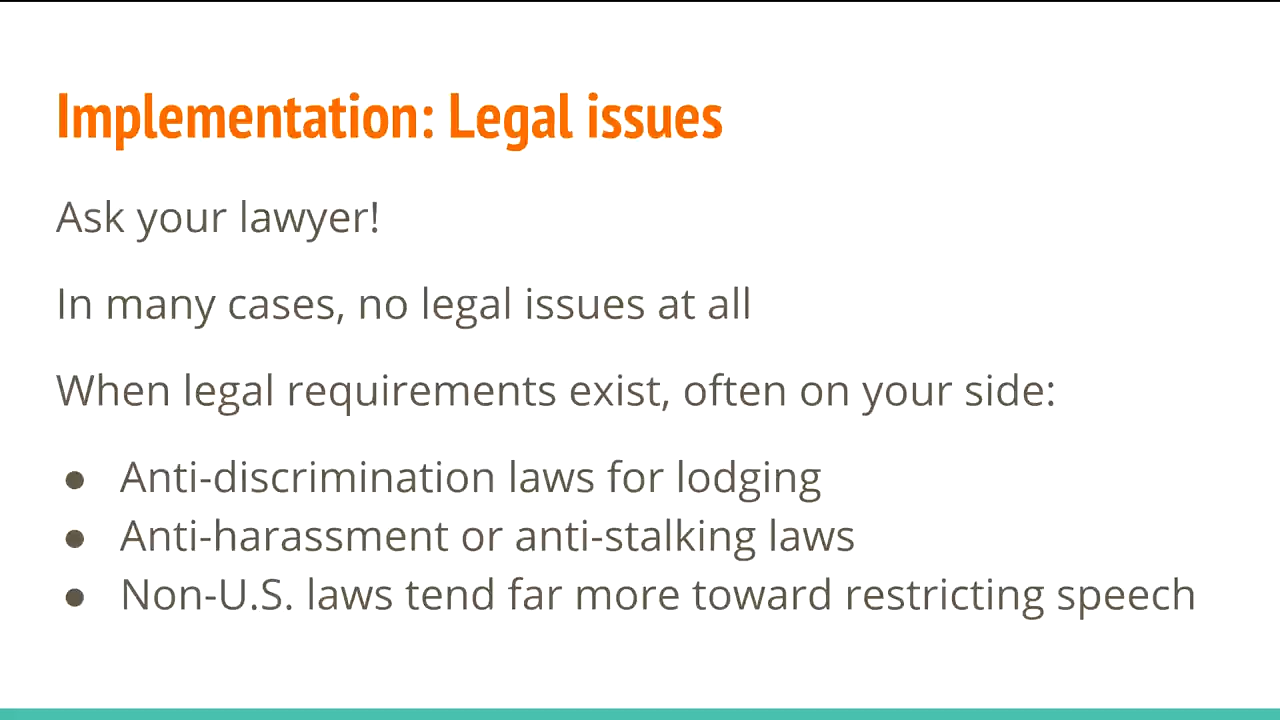 Implementation: Legal issues
Ask your lawyer!
In many cases, no legal issues at all
When legal requirements exist, often on your side:
● Anti-discrimination laws for lodging
● Anti-harassment or anti-stalking laws
● Non-U.S. laws tend far more toward restricting speech